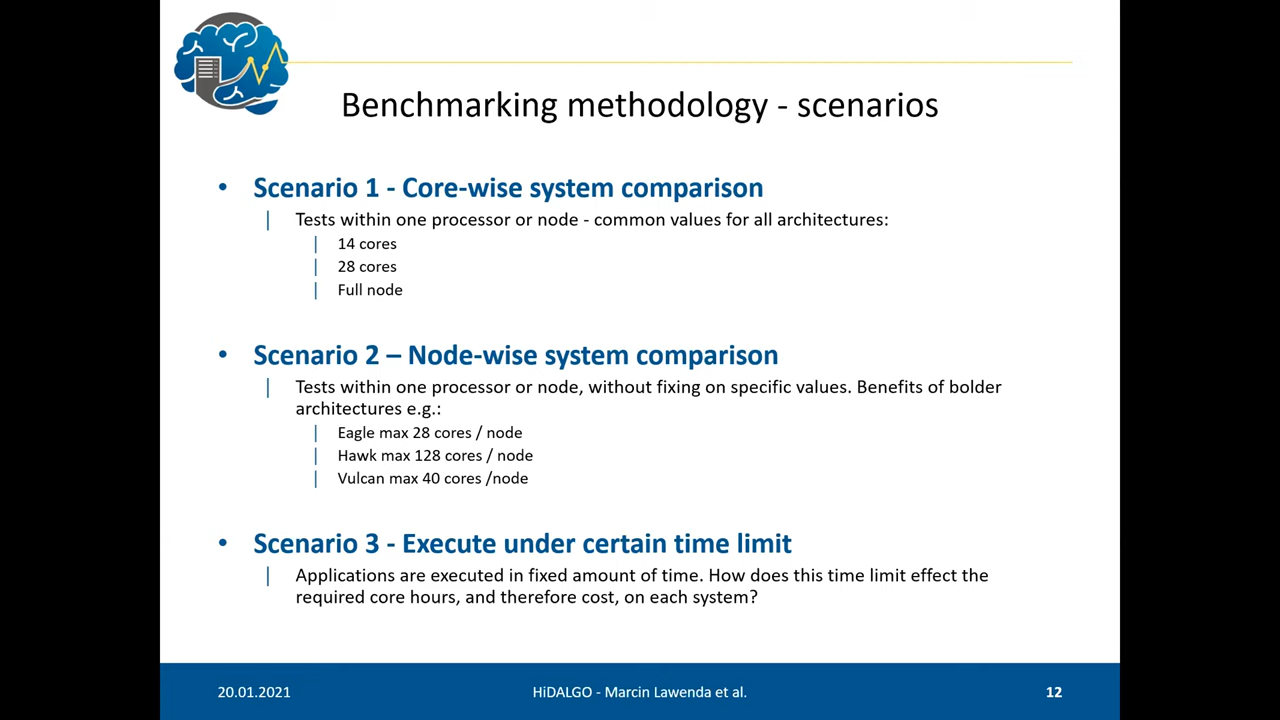 Benchmarking methodology - scenarios
• Scenario 1 - Core-wise system comparison
Tests within one processor or node - common values for all architectures:
14 cores
28 cores
Full node
• Scenario 2 – Node-wise system comparison
Tests within one processor or node, without fixing on specific values. Benefits of bolder
architectures e.g.:
Eagle max 28 cores / node
Hawk max 128 cores / node
Vulcan max 40 cores /node
• Scenario 3 - Execute under certain time limit
Applications are executed in fixed amount of time. How does this time limit effect the
required core hours, and therefore cost, on each system?
20.01.2021 HiDALGO - Marcin Lawenda et al. 12